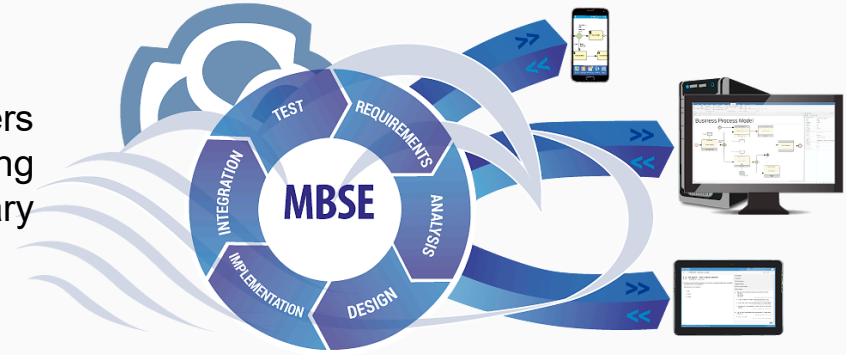 ers
ng
ary
TEST
REQUIREMENTS
ANALYSIS
DESIGN
IMPLEMENTATION
INTEGRATION
MBSE
>>
<<
>>
<<
>>
<<
Business Process Model